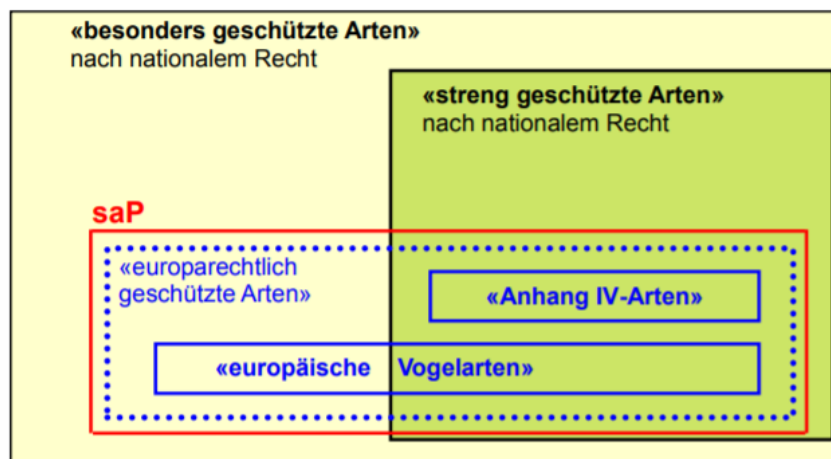 «besonders geschützte Arten»
nach nationalem Recht
«streng geschützte Arten»
nach nationalem Recht
saP
«europarechtlich
geschützte Arten»
«Anhang IV-Arten»
«europäische Vogelarten»